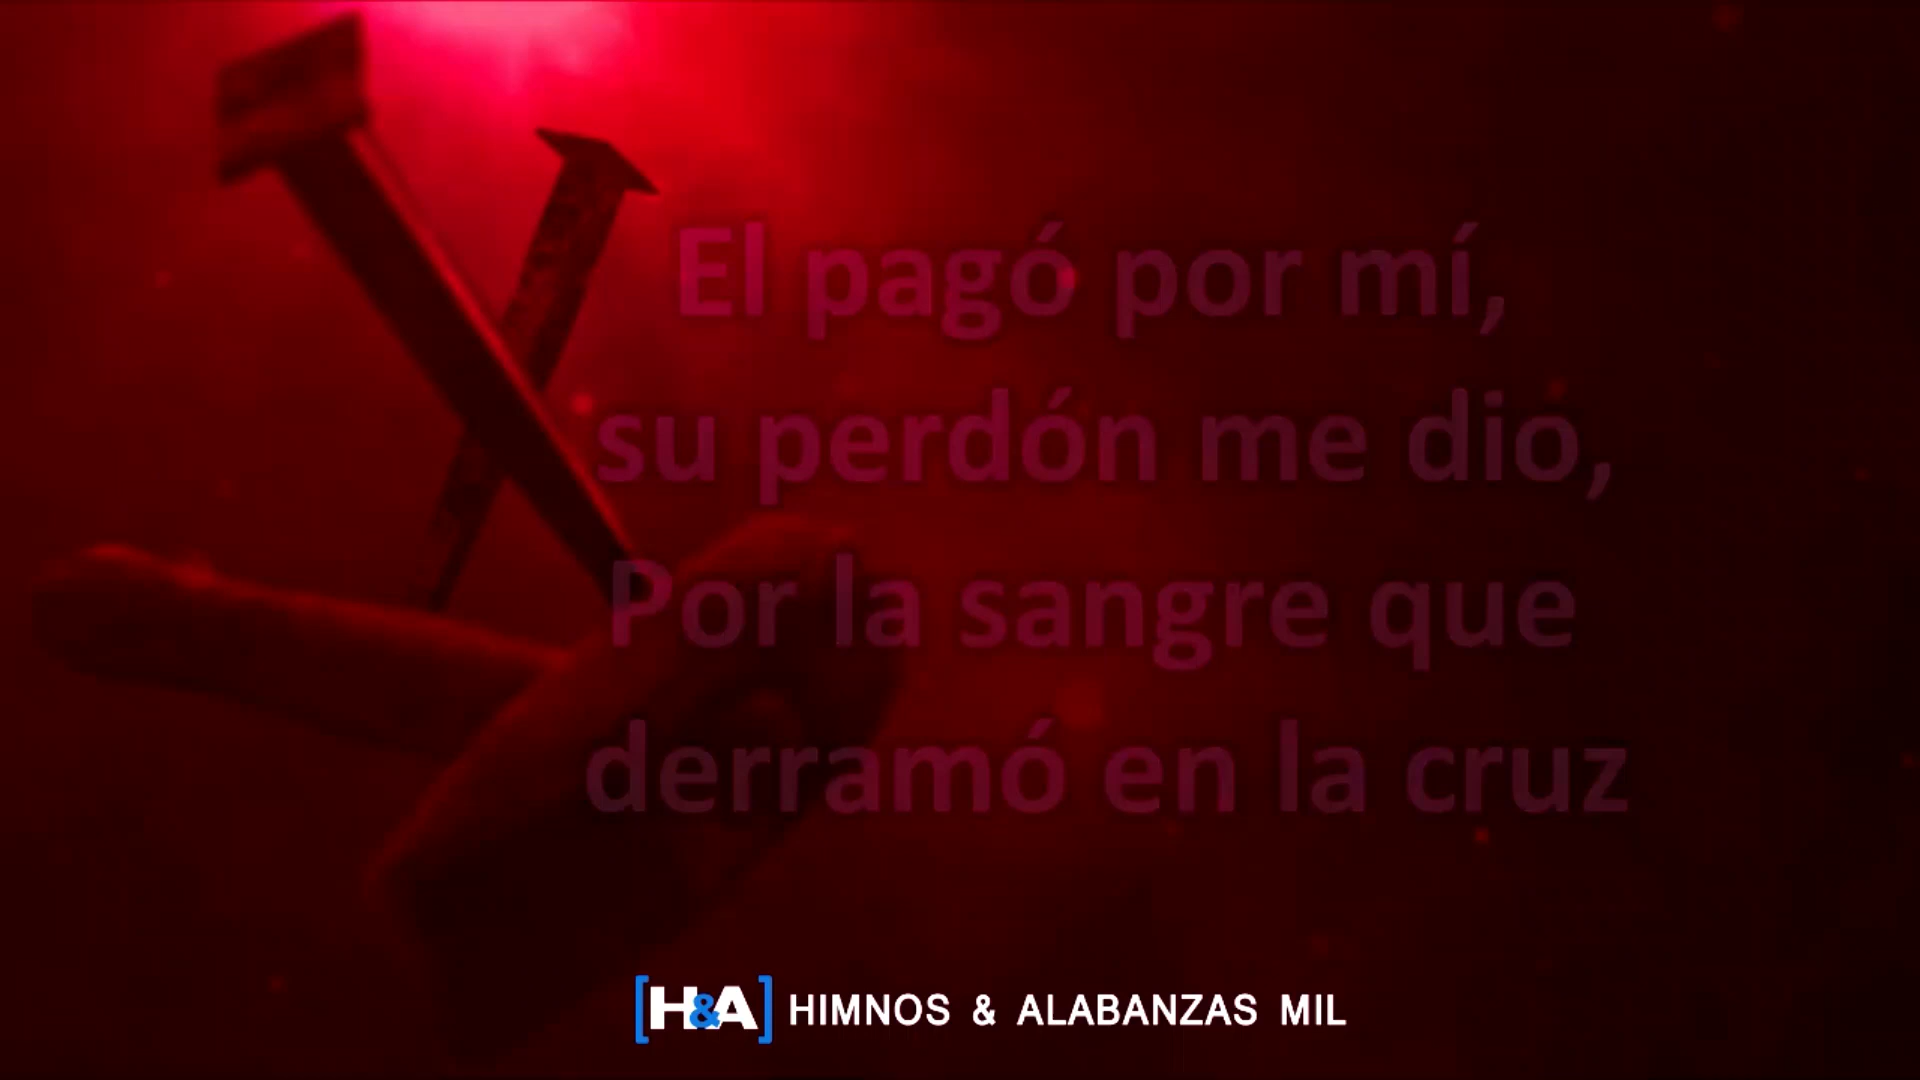 El pagó por mí,
su perdón me dio,
Por la sangre que
derramó en la cruz
[H&A] HIMNOS & ALABANZAS MIL